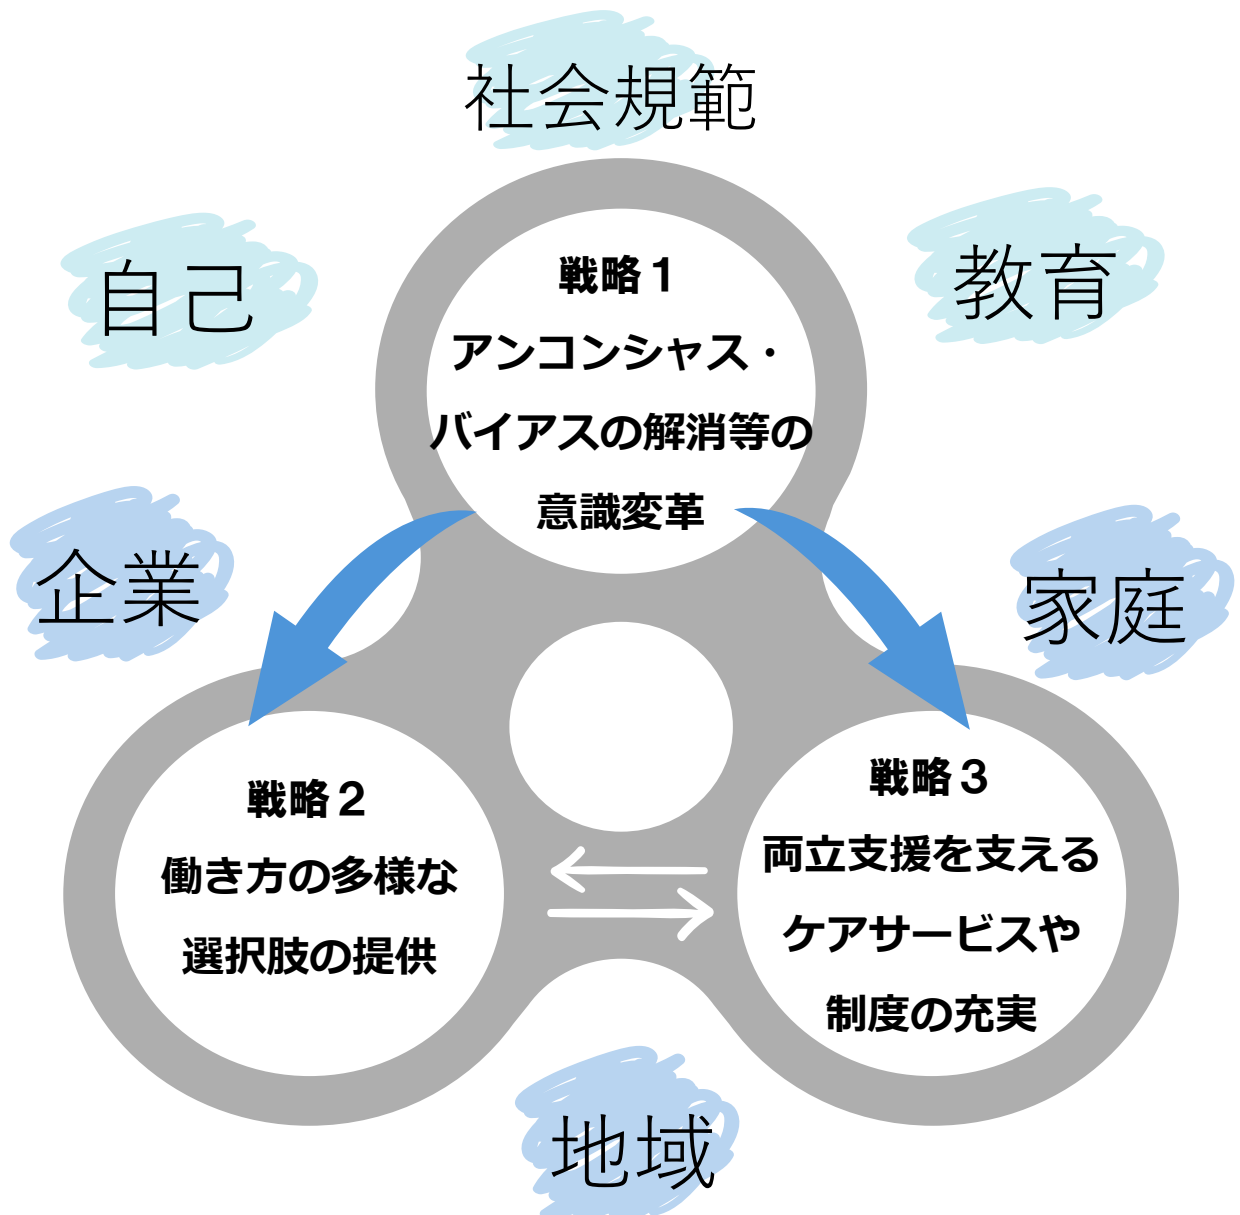 社会規範
自己
教育
戦略１
アンコンシャス・
バイアスの解消等の
意識変革
企業
家庭
戦略２
働き方の多様な
選択肢の提供
戦略３
両立支援を支える
ケアサービスや
制度の充実
地域